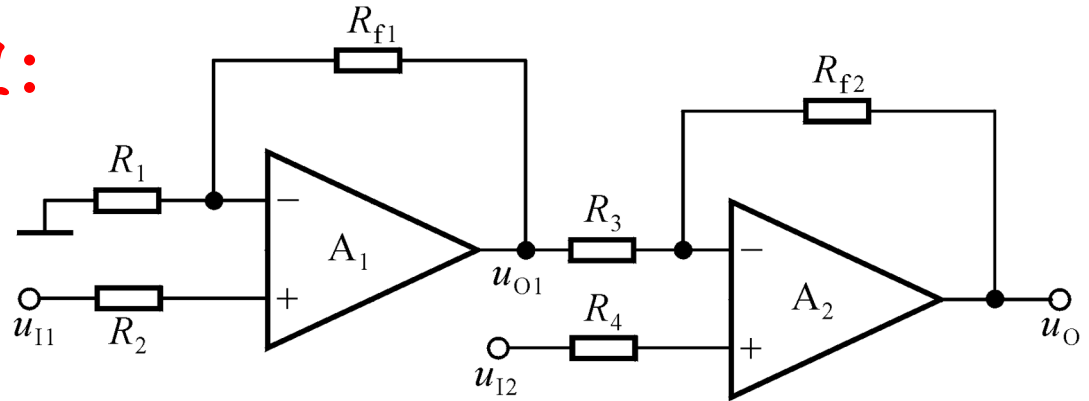 :
R_f1
R_f2
R_1
−
R_3
A_1
−
u_O1
A_2
+
R_4
u_I1
R_2
+
u_O
u_I2